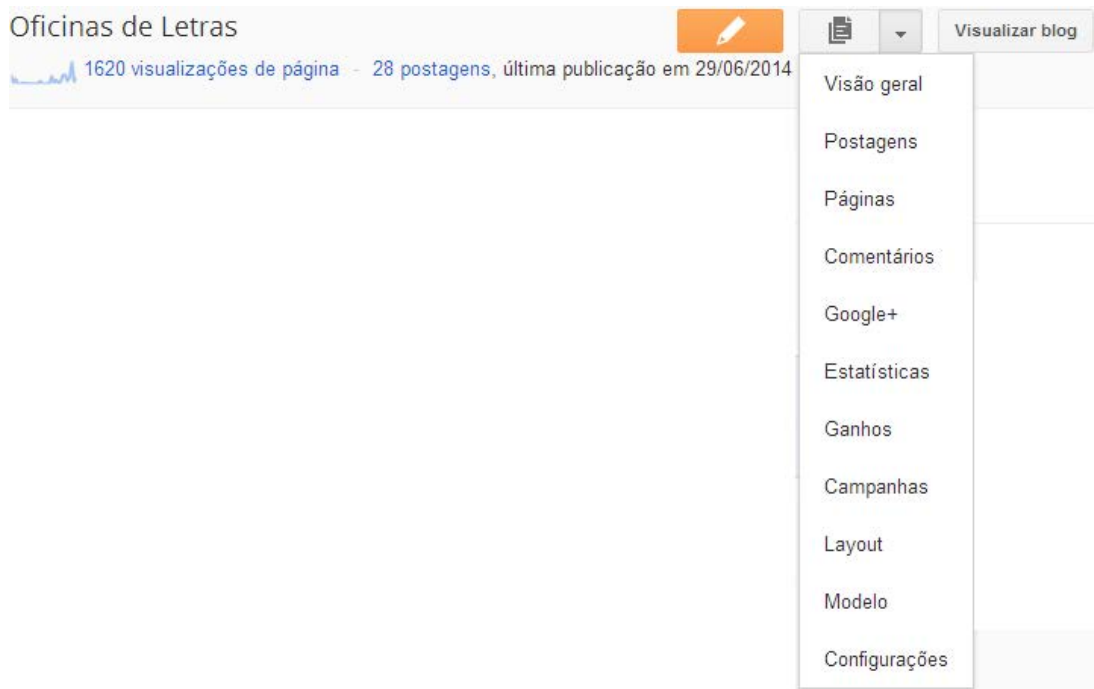 Oficinas de Letras
Visualizar blog
1620 visualizações de página - 28 postagens, última publicação em 29/06/2014
Visão geral
Postagens
Páginas
Comentários
Google+
Estatísticas
Ganhos
Campanhas
Layout
Modelo
Configurações